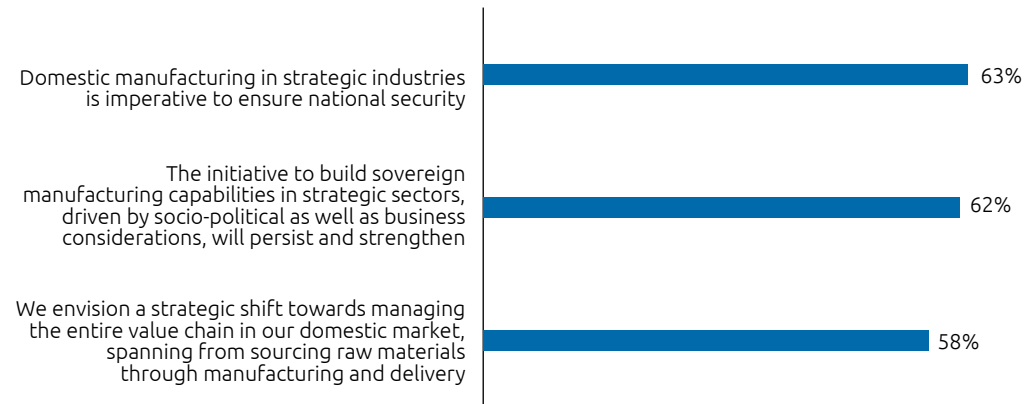 Domestic manufacturing in strategic industries
is imperative to ensure national security
63%
The initiative to build sovereign
manufacturing capabilities in strategic sectors,
driven by socio-political as well as business
considerations, will persist and strengthen
62%
We envision a strategic shift towards managing
the entire value chain in our domestic market,
spanning from sourcing raw materials
through manufacturing and delivery
58%